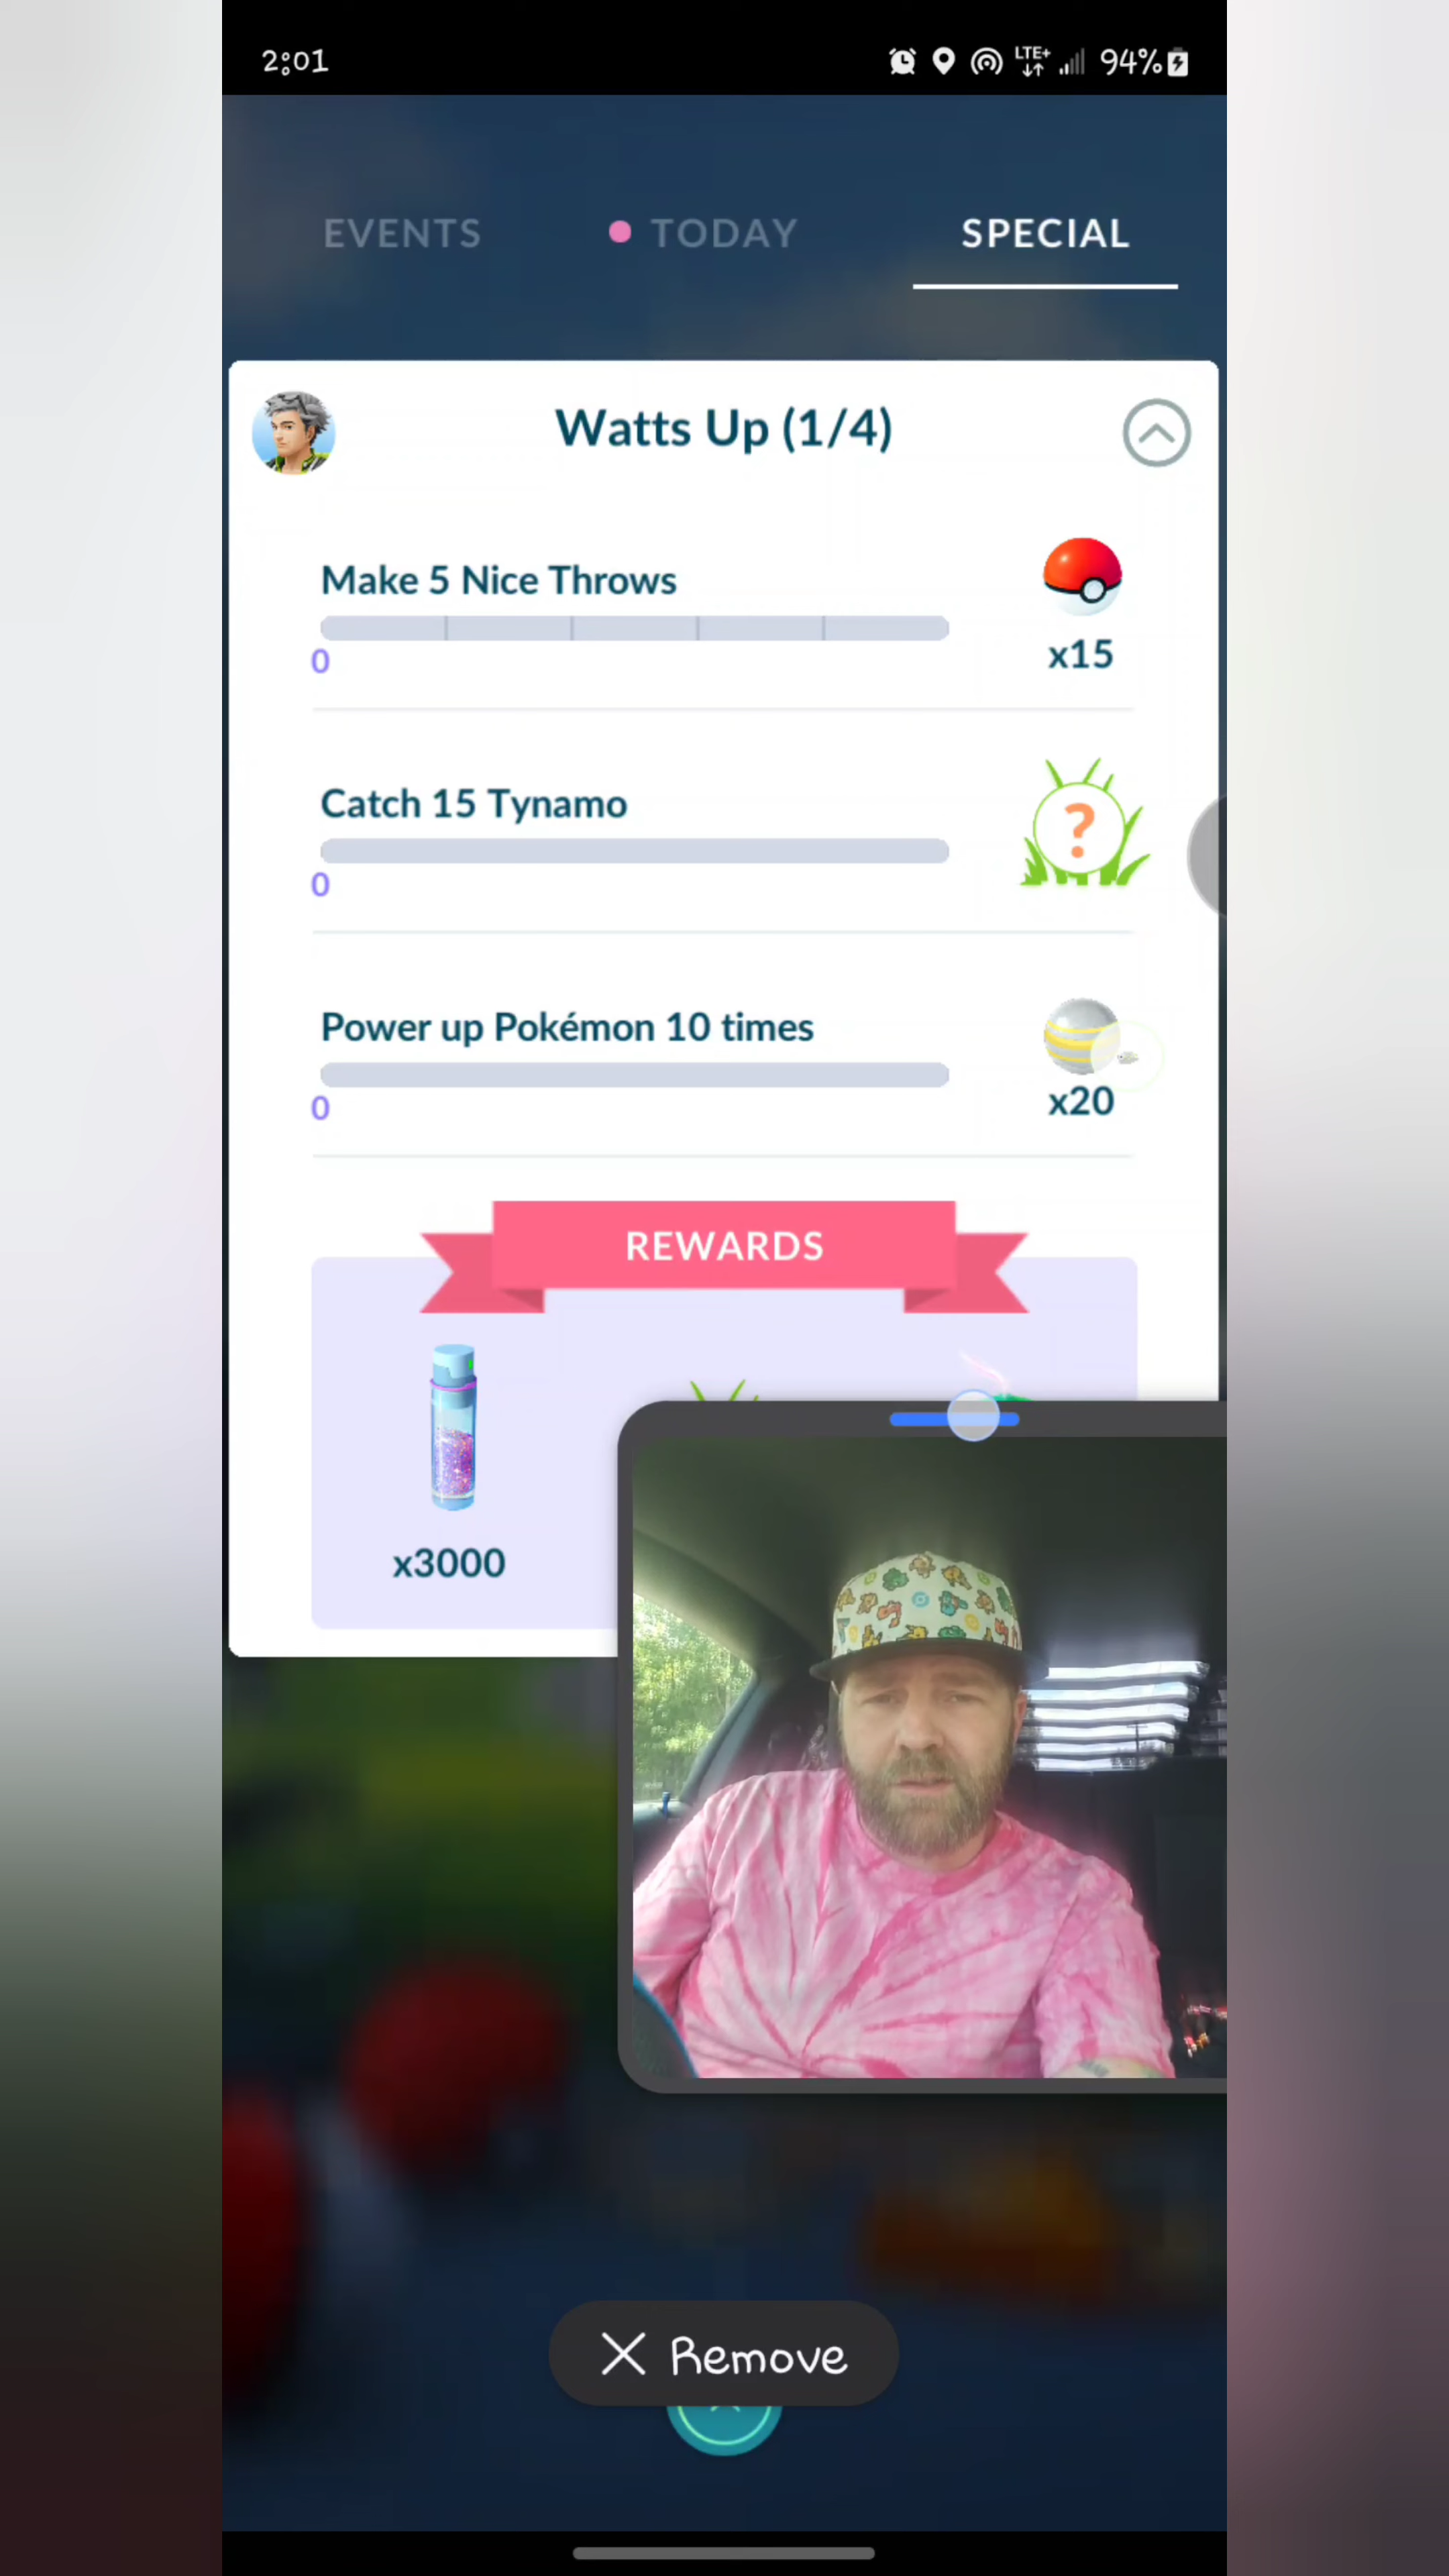 2:01
LTE+
94%
EVENTS
TODAY
SPECIAL
Watts Up (1/4)
Make 5 Nice Throws
0
x15
Catch 15 Tynamo
?
0
Power up Pokémon 10 times
0
x20
REWARDS
x3000
Remove